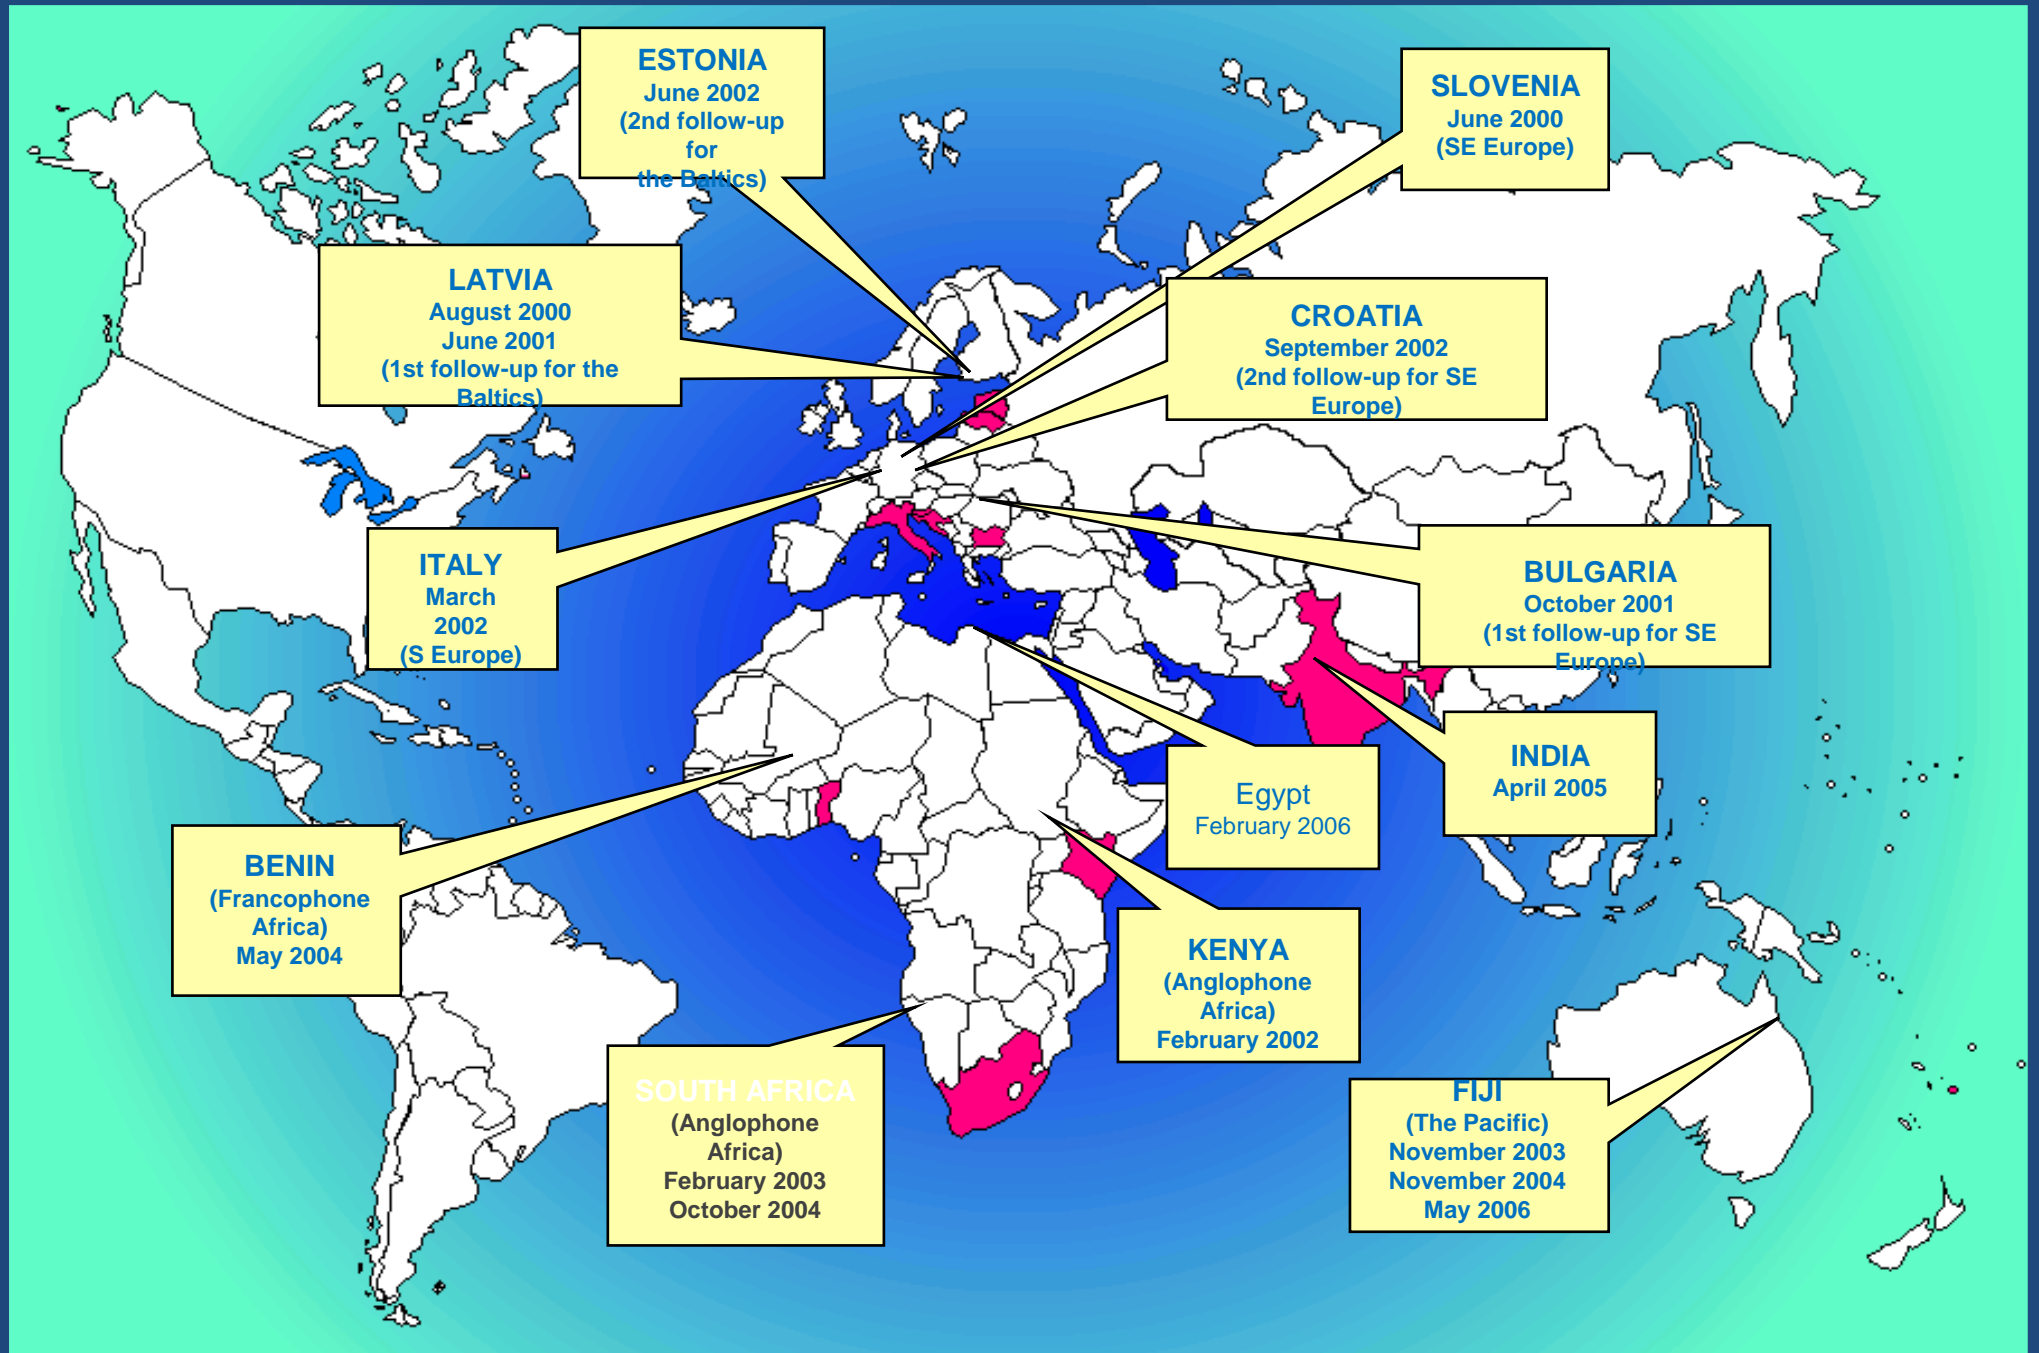 ESTONIA
June 2002
(2nd follow-up
for
the Baltics)
SLOVENIA
June 2000
(SE Europe)
LATVIA
August 2000
June 2001
(1st follow-up for the
Baltics)
CROATIA
September 2002
(2nd follow-up for SE
Europe)
ITALY
March
2002
(S Europe)
BULGARIA
October 2001
(1st follow-up for SE
Europe)
INDIA
April 2005
Egypt
February 2006
BENIN
(Francophone
Africa)
May 2004
KENYA
(Anglophone
Africa)
February 2002
SOUTH AFRICA
(Anglophone
Africa)
February 2003
October 2004
FIJI
(The Pacific)
November 2003
November 2004
May 2006